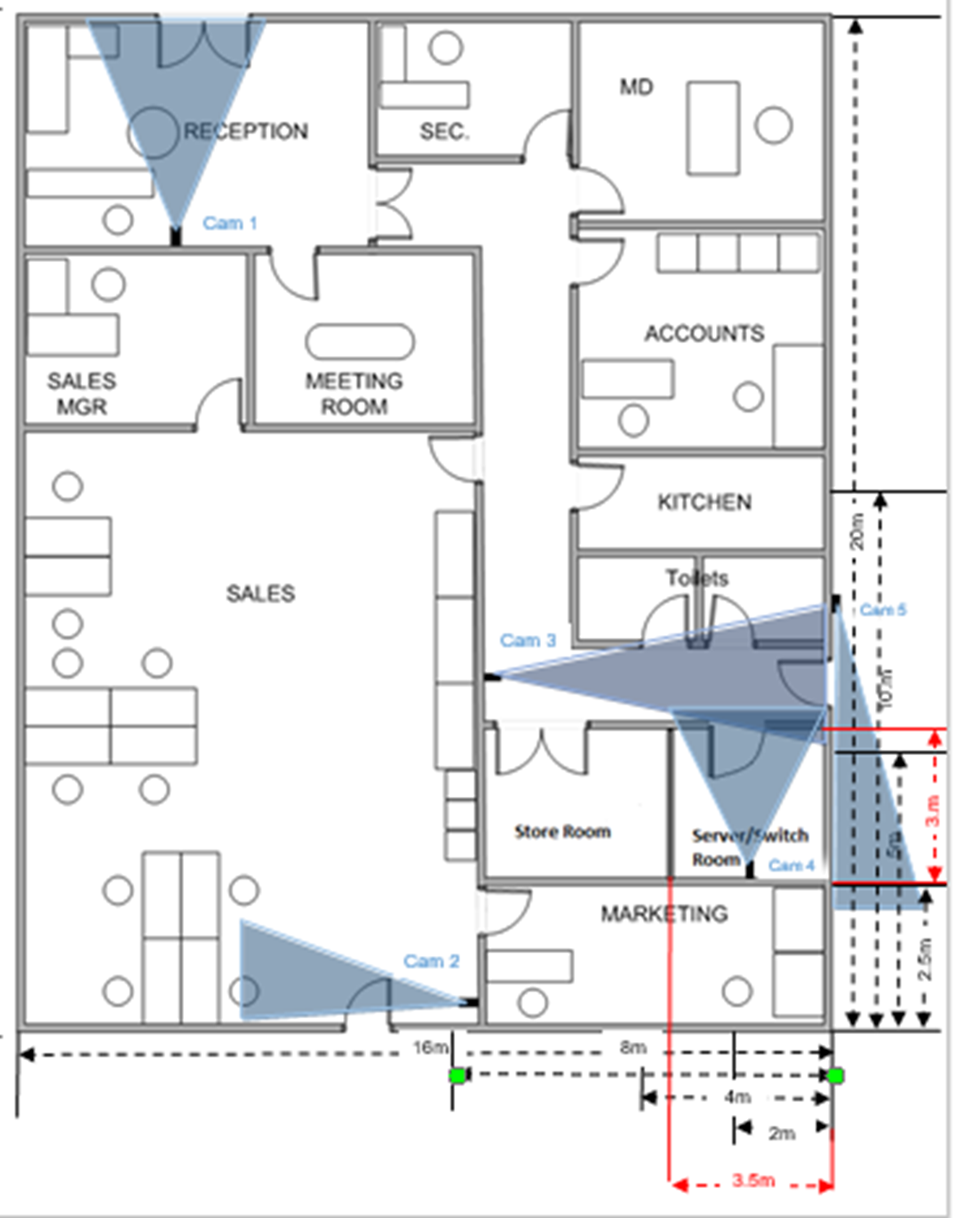 MD
RECEPTION
SEC.
Cam 1
ACCOUNTS
SALES
MGR
MEETING
ROOM
KITCHEN
20m
Toilets
SALES
Cam 5
Cam 3
10m
3.m
Store Room
Server/Switch
Room
Cam 4
5m
MARKETING
Cam 2
2.5m
16m
8m
4m
2m
3.5m